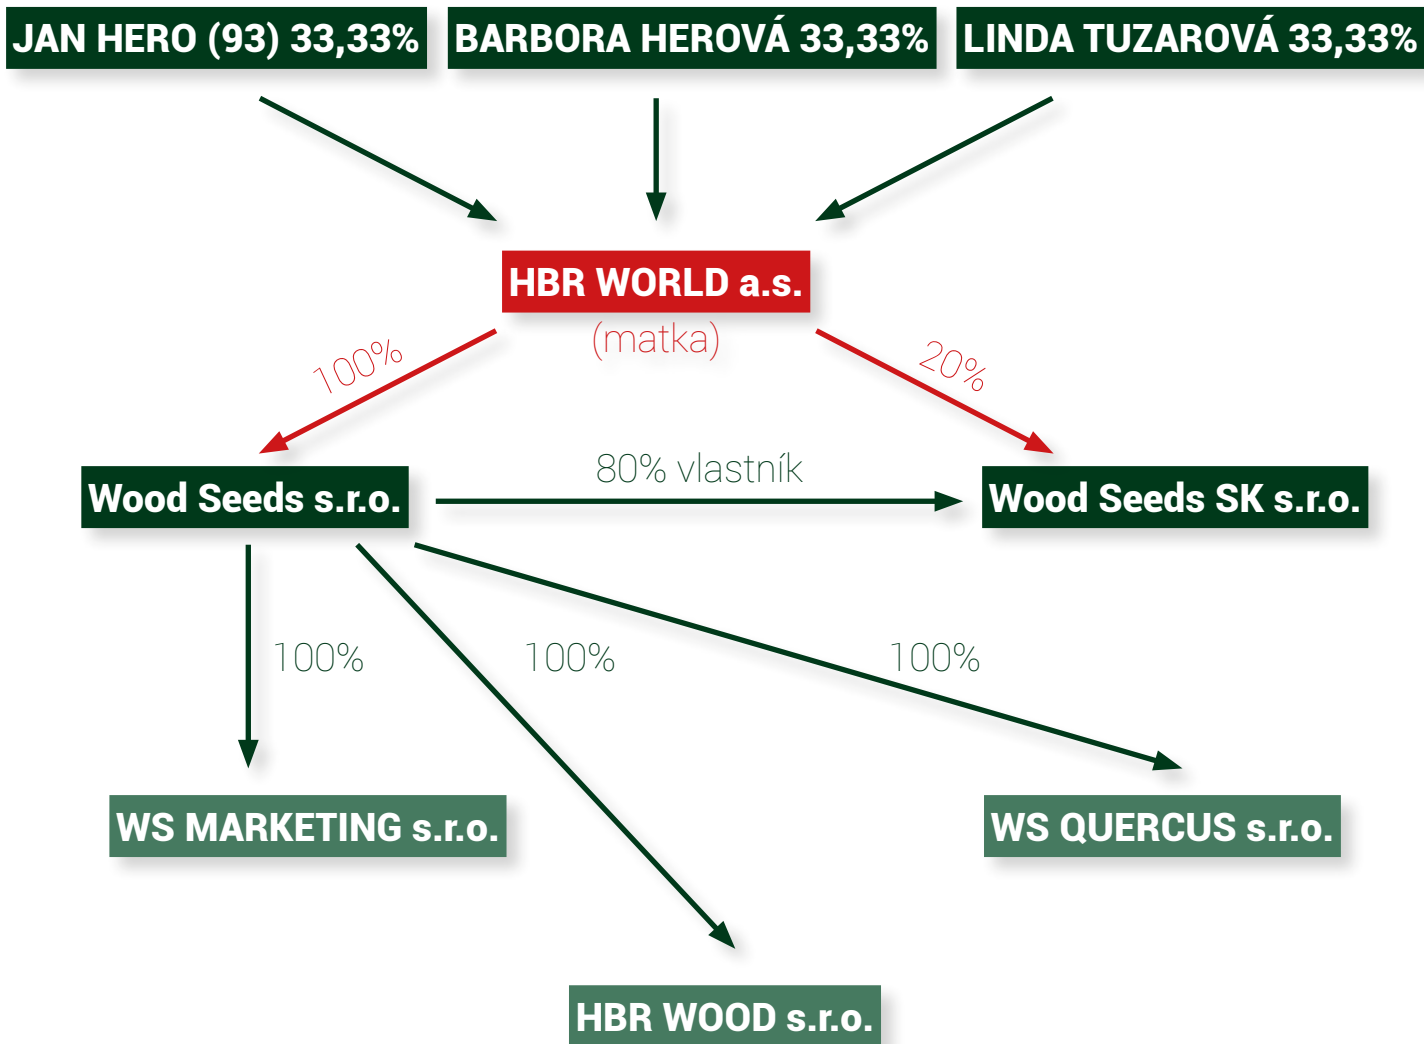 JAN HERO (93) 33,33%
BARBORA HEROVÁ 33,33%
LINDA TUZAROVÁ 33,33%
HBR WORLD a.s.
(matka)
100%
20%
80% vlastník
Wood Seeds s.r.o.
Wood Seeds SK s.r.o.
100%
100%
100%
WS MARKETING s.r.o.
WS QUERCUS s.r.o.
HBR WOOD s.r.o.